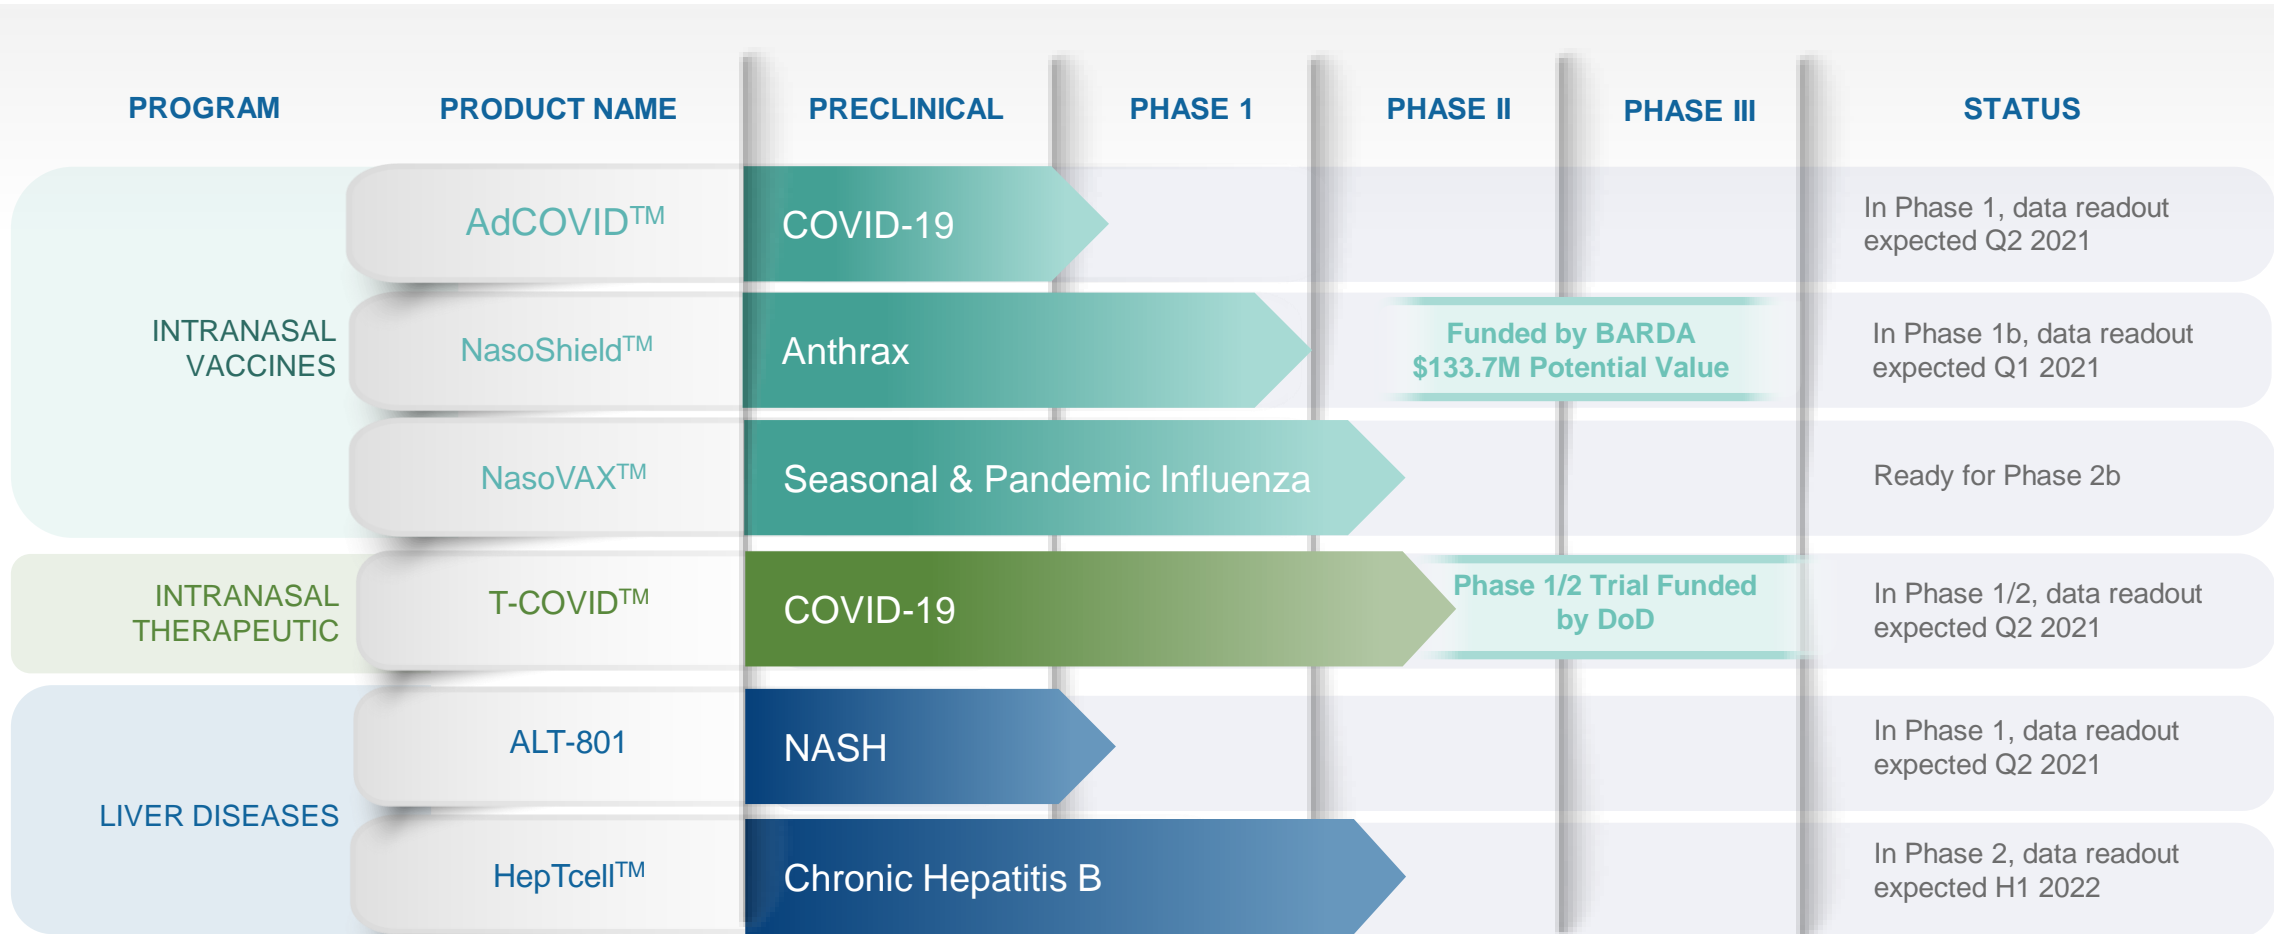 PROGRAM PRODUCT NAME PRECLINICAL PHASE 1 PHASE II PHASE III STATUS
INTRANASAL
VACCINES
AdCOVID™
COVID-19
In Phase 1, data readout
expected Q2 2021
NasoShield™
Anthrax
Funded by BARDA
$133.7M Potential Value
In Phase 1b, data readout
expected Q1 2021
NasoVAX™
Seasonal & Pandemic Influenza
Ready for Phase 2b
INTRANASAL
THERAPEUTIC
T-COVID™
COVID-19
Phase 1/2 Trial Funded
by DoD
In Phase 1/2, data readout
expected Q2 2021
LIVER DISEASES
ALT-801
NASH
In Phase 1, data readout
expected Q2 2021
HepTcell™
Chronic Hepatitis B
In Phase 2, data readout
expected H1 2022